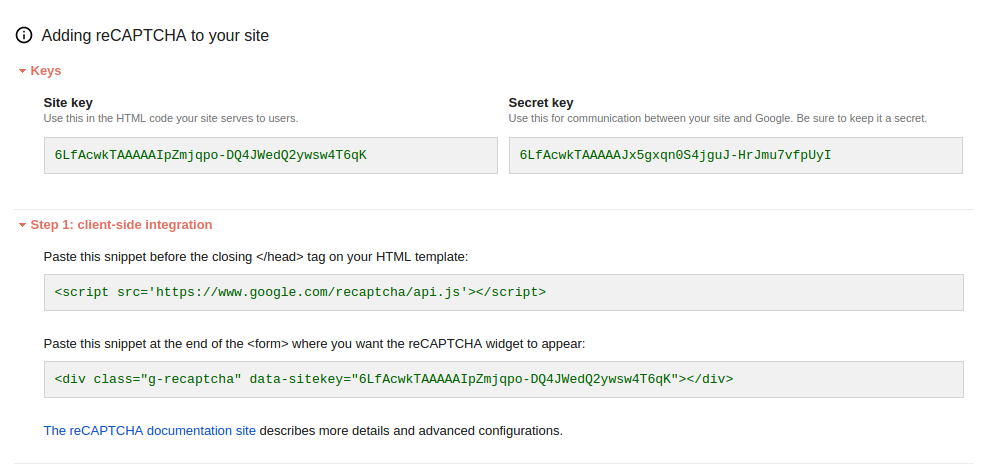 Adding reCAPTCHA to your site
Keys
Site key
Use this in the HTML code your site serves to users.
6LfAcwkTAAAAAIpZmjqpo-DQ4JWedQ2ywsw4T6qK
Secret key
Use this for communication between your site and Google. Be sure to keep it a secret.
6LfAcwkTAAAAAJx5gxqn0S4jguJ-HrJmu7vfpUyI
Step 1: client-side integration
Paste this snippet before the closing </head> tag on your HTML template:
<script src='https://www.google.com/recaptcha/api.js'></script>
Paste this snippet at the end of the <form> where you want the reCAPTCHA widget to appear:
<div class="g-recaptcha" data-sitekey="6LfAcwkTAAAAAIpZmjqpo-DQ4JWedQ2ywsw4T6qK"></div>
The reCAPTCHA documentation site describes more details and advanced configurations.